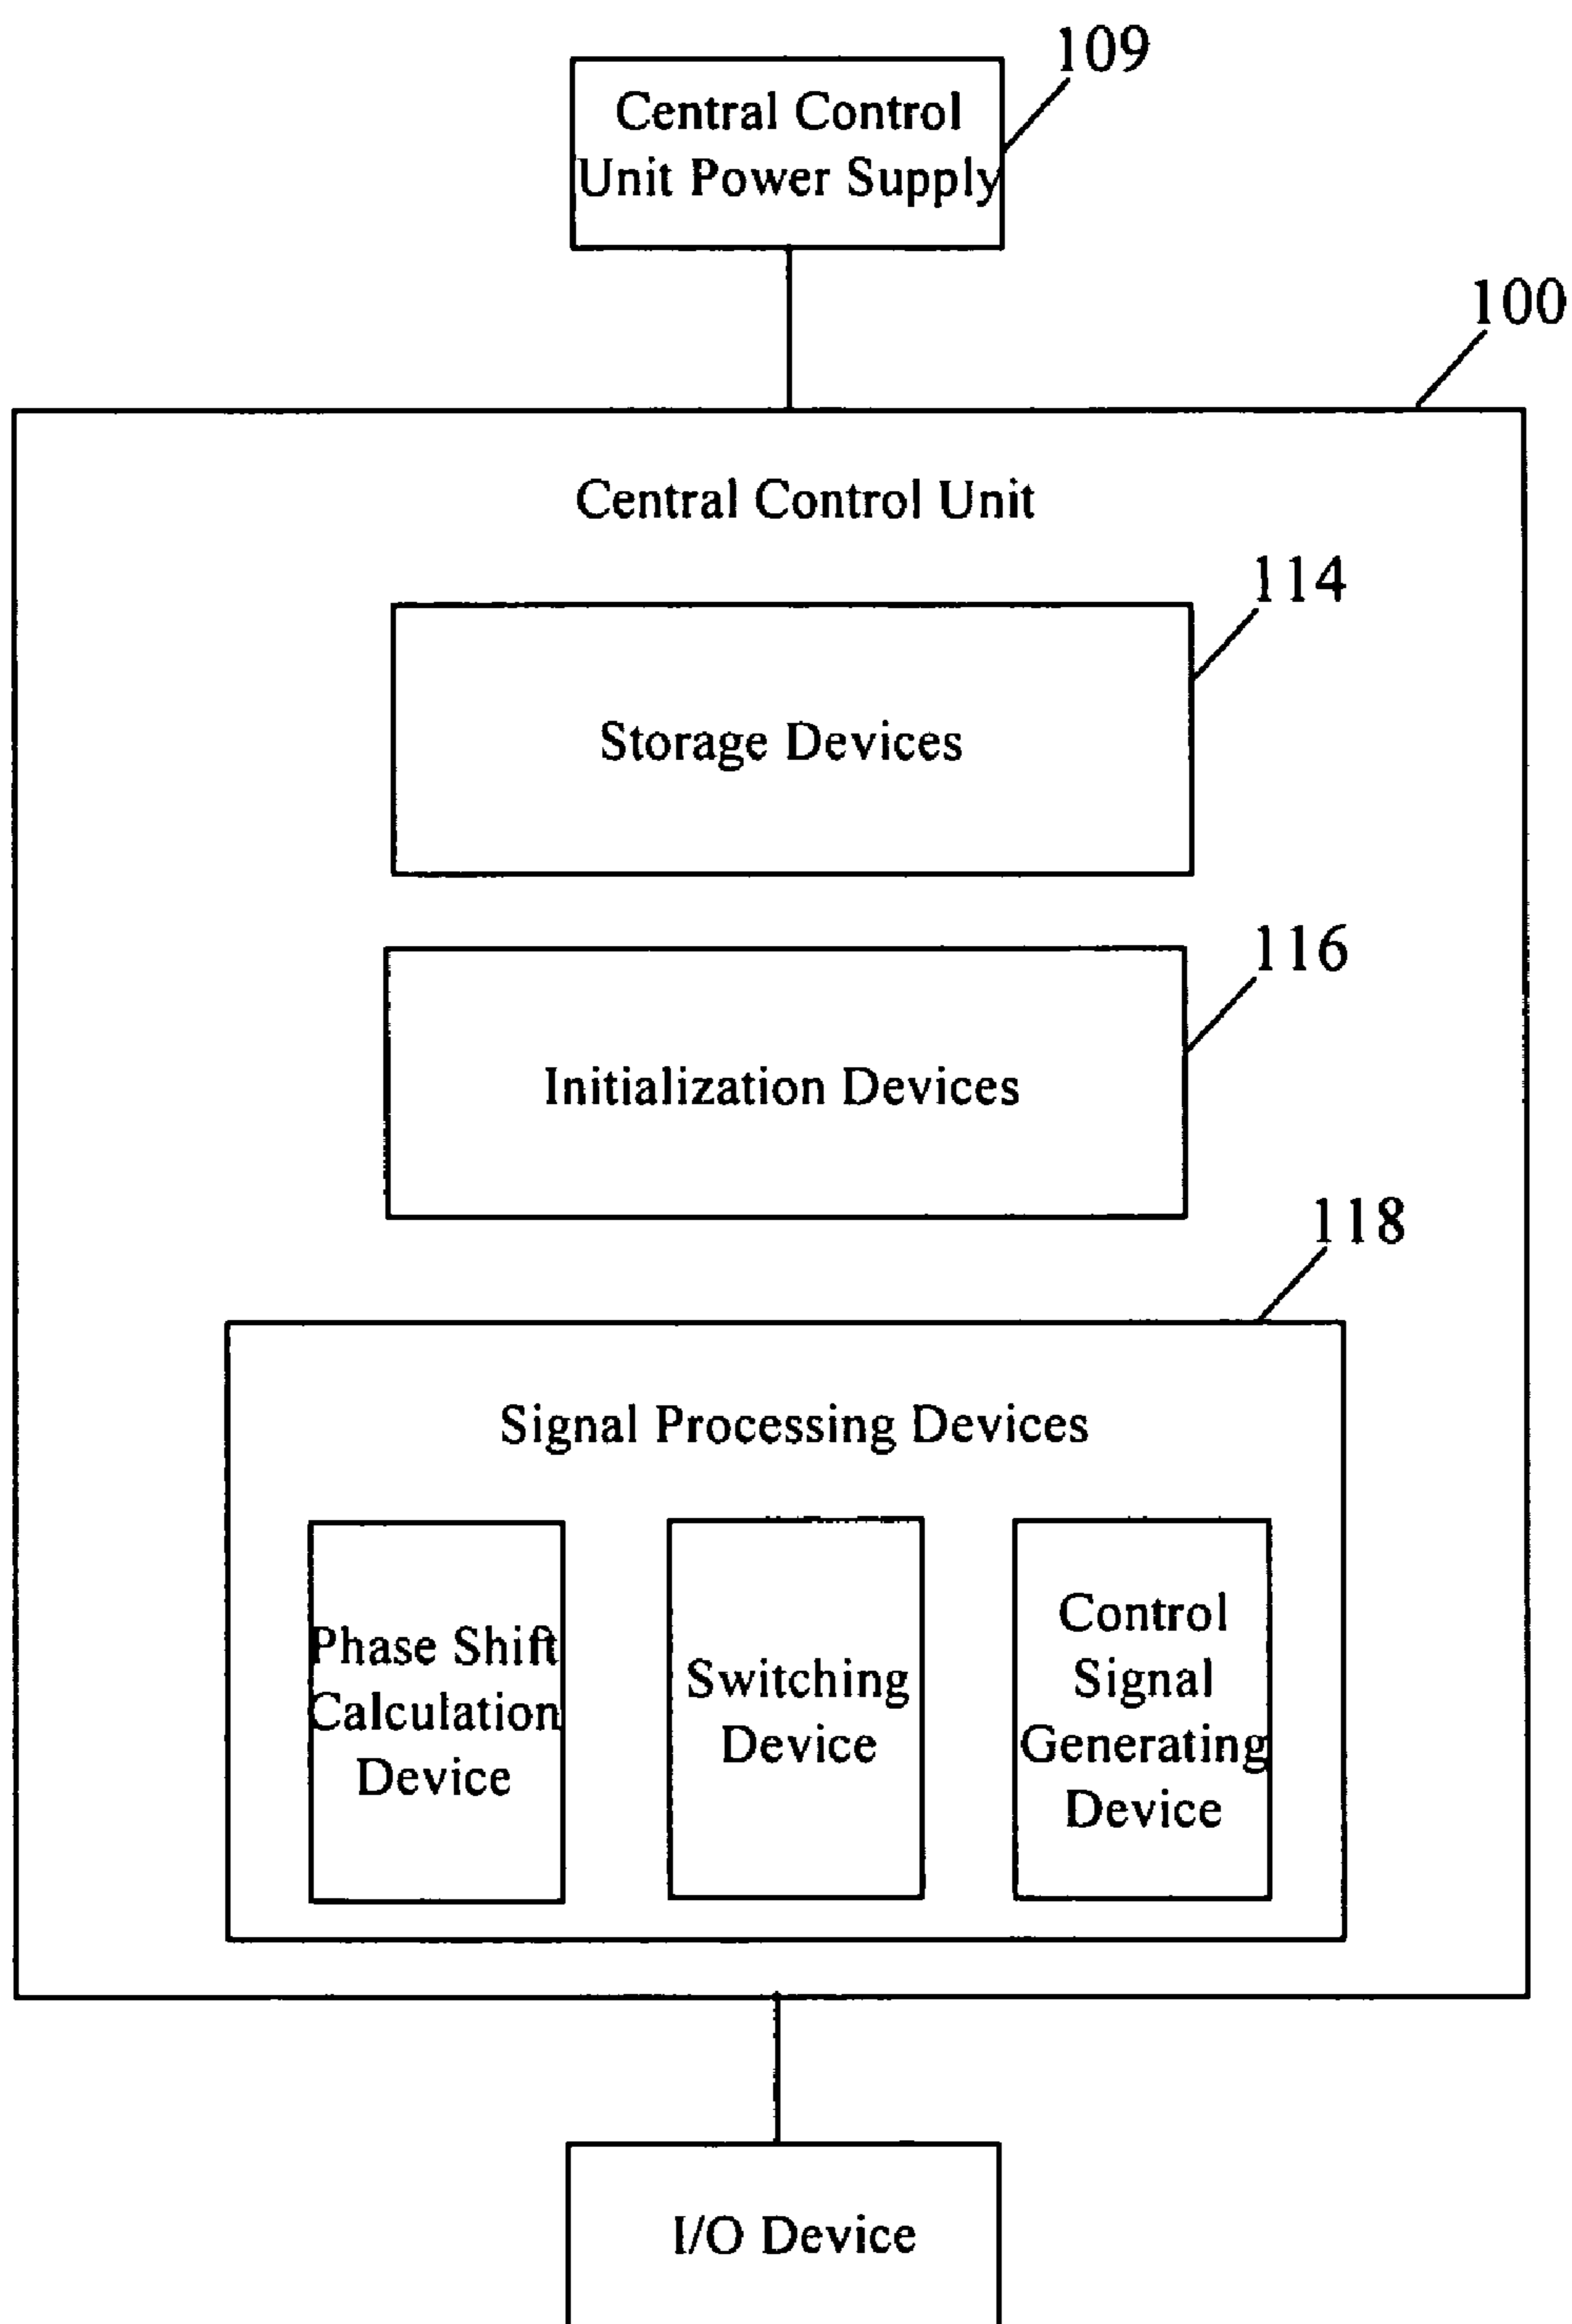 109
Central Control
Unit Power Supply
100
Central Control Unit
114
Storage Devices
116
Initialization Devices
118
Signal Processing Devices
Phase Shift
Calculation
Device
Switching
Device
Control
Signal
Generating
Device
I/O Device